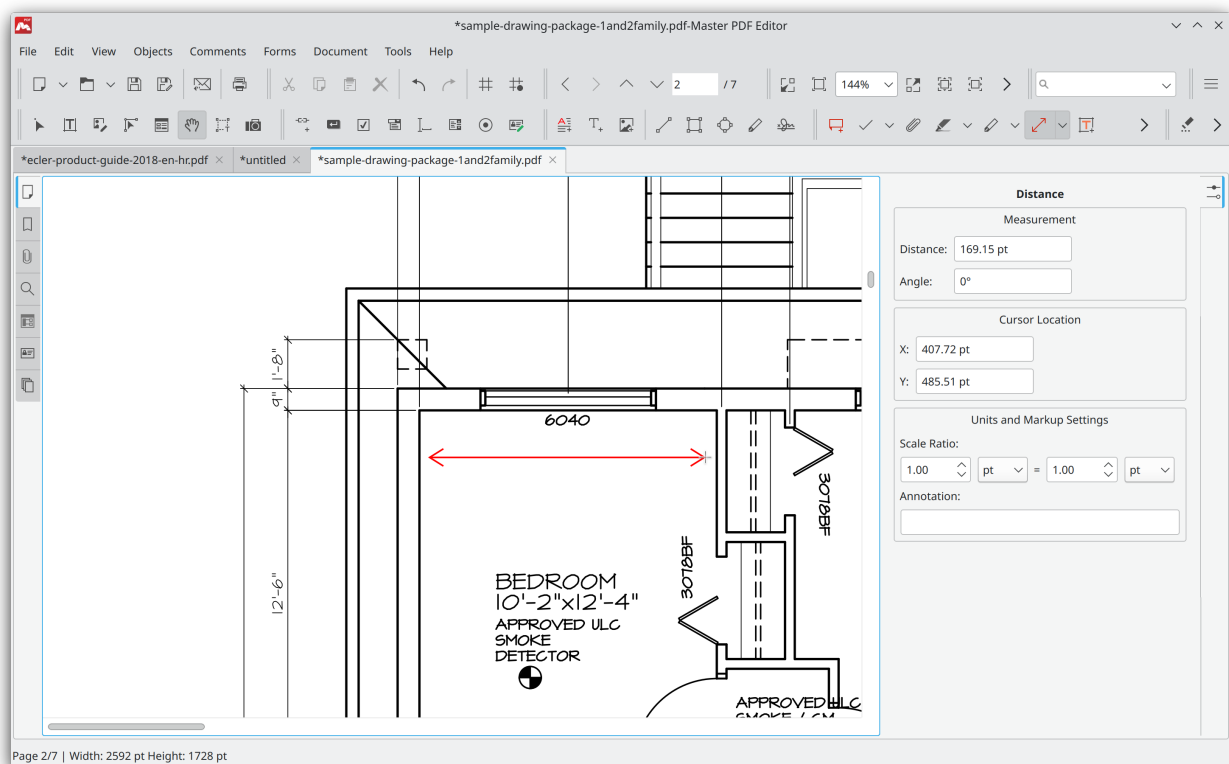 *sample-drawing-package-1and2family.pdf-Master PDF Editor
File Edit View Objects Comments Forms Document Tools Help
2 / 7 144%
*ecler-product-guide-2018-en-hr.pdf *untitled *sample-drawing-package-1and2family.pdf
Distance
Measurement
Distance: 169.15 pt
Angle: 0°
Cursor Location
X: 407.72 pt
Y: 485.51 pt
Units and Markup Settings
Scale Ratio:
1.00 pt = 1.00 pt
Annotation:
1'-8"
9"
12'-6"
6040
3078BF
3078BF
BEDROOM
10'-2"x12'-4"
APPROVED ULC
SMOKE
DETECTOR
APPROVED ULC
SMOKE / CM
Page 2/7 | Width: 2592 pt Height: 1728 pt